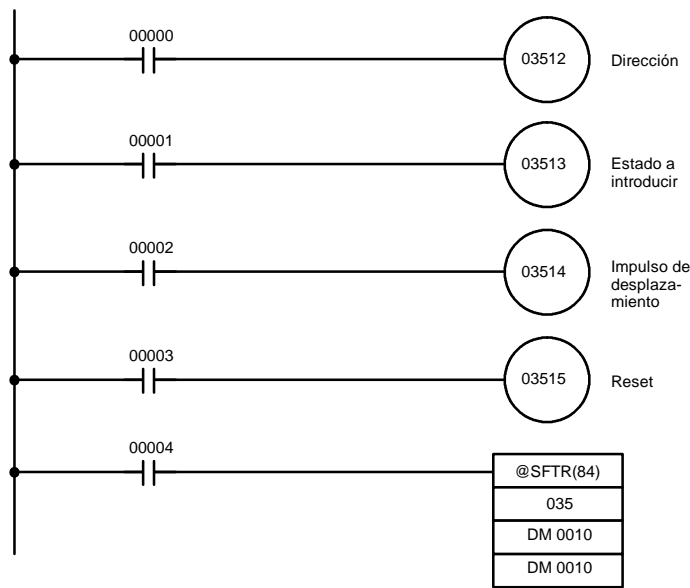 00000
03512
Dirección
00001
03513
Estado a
introducir
00002
03514
Impulso de
desplaza-
miento
00003
03515
Reset
00004
@SFTR(84)
035
DM 0010
DM 0010